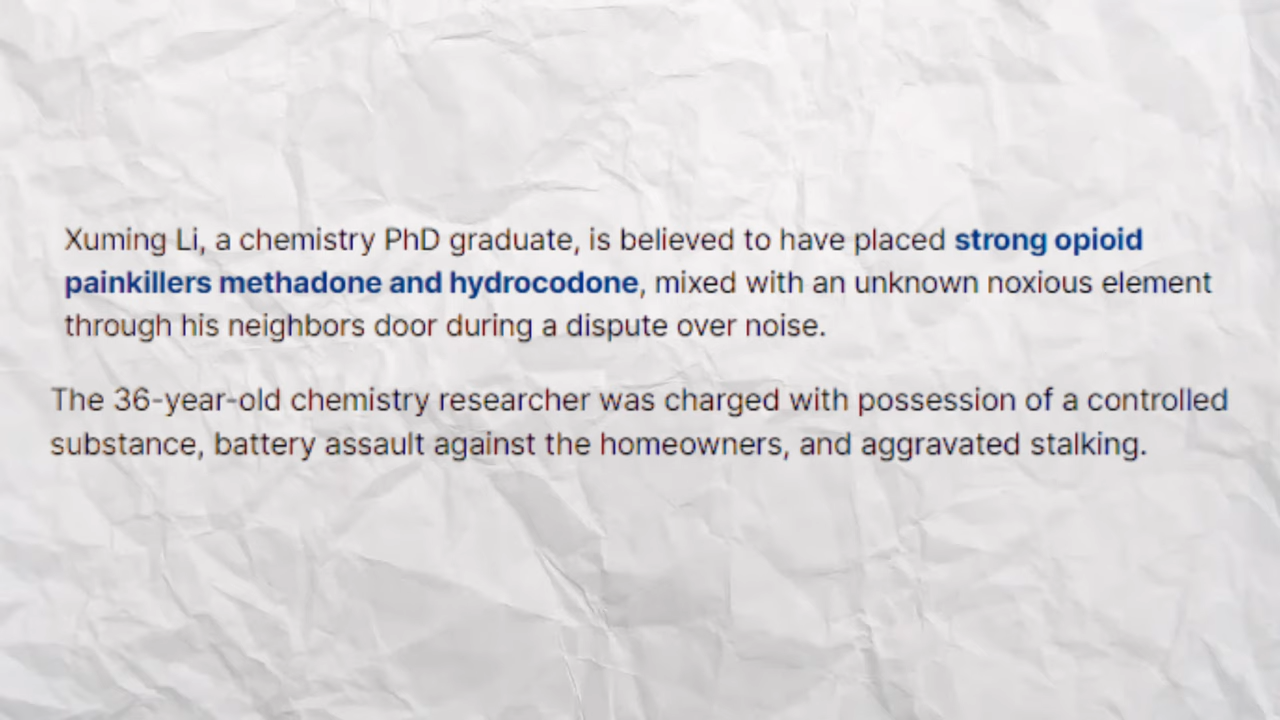 Xuming Li, a chemistry PhD graduate, is believed to have placed strong opioid
painkillers methadone and hydrocodone, mixed with an unknown noxious element
through his neighbors door during a dispute over noise.
The 36-year-old chemistry researcher was charged with possession of a controlled
substance, battery assault against the homeowners, and aggravated stalking.